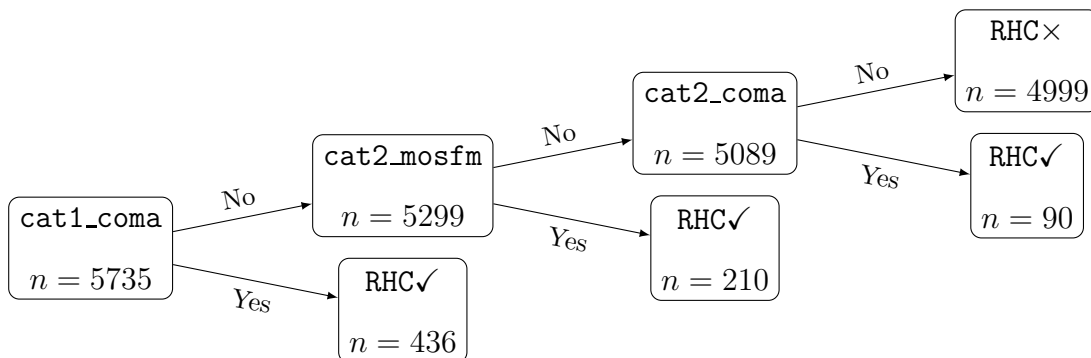 cat1_coma
n = 5735
No
Yes
cat2_mosfm
n = 5299
RHC✓
n = 436
No
Yes
cat2_coma
n = 5089
RHC✓
n = 210
No
Yes
RHC×
n = 4999
RHC✓
n = 90